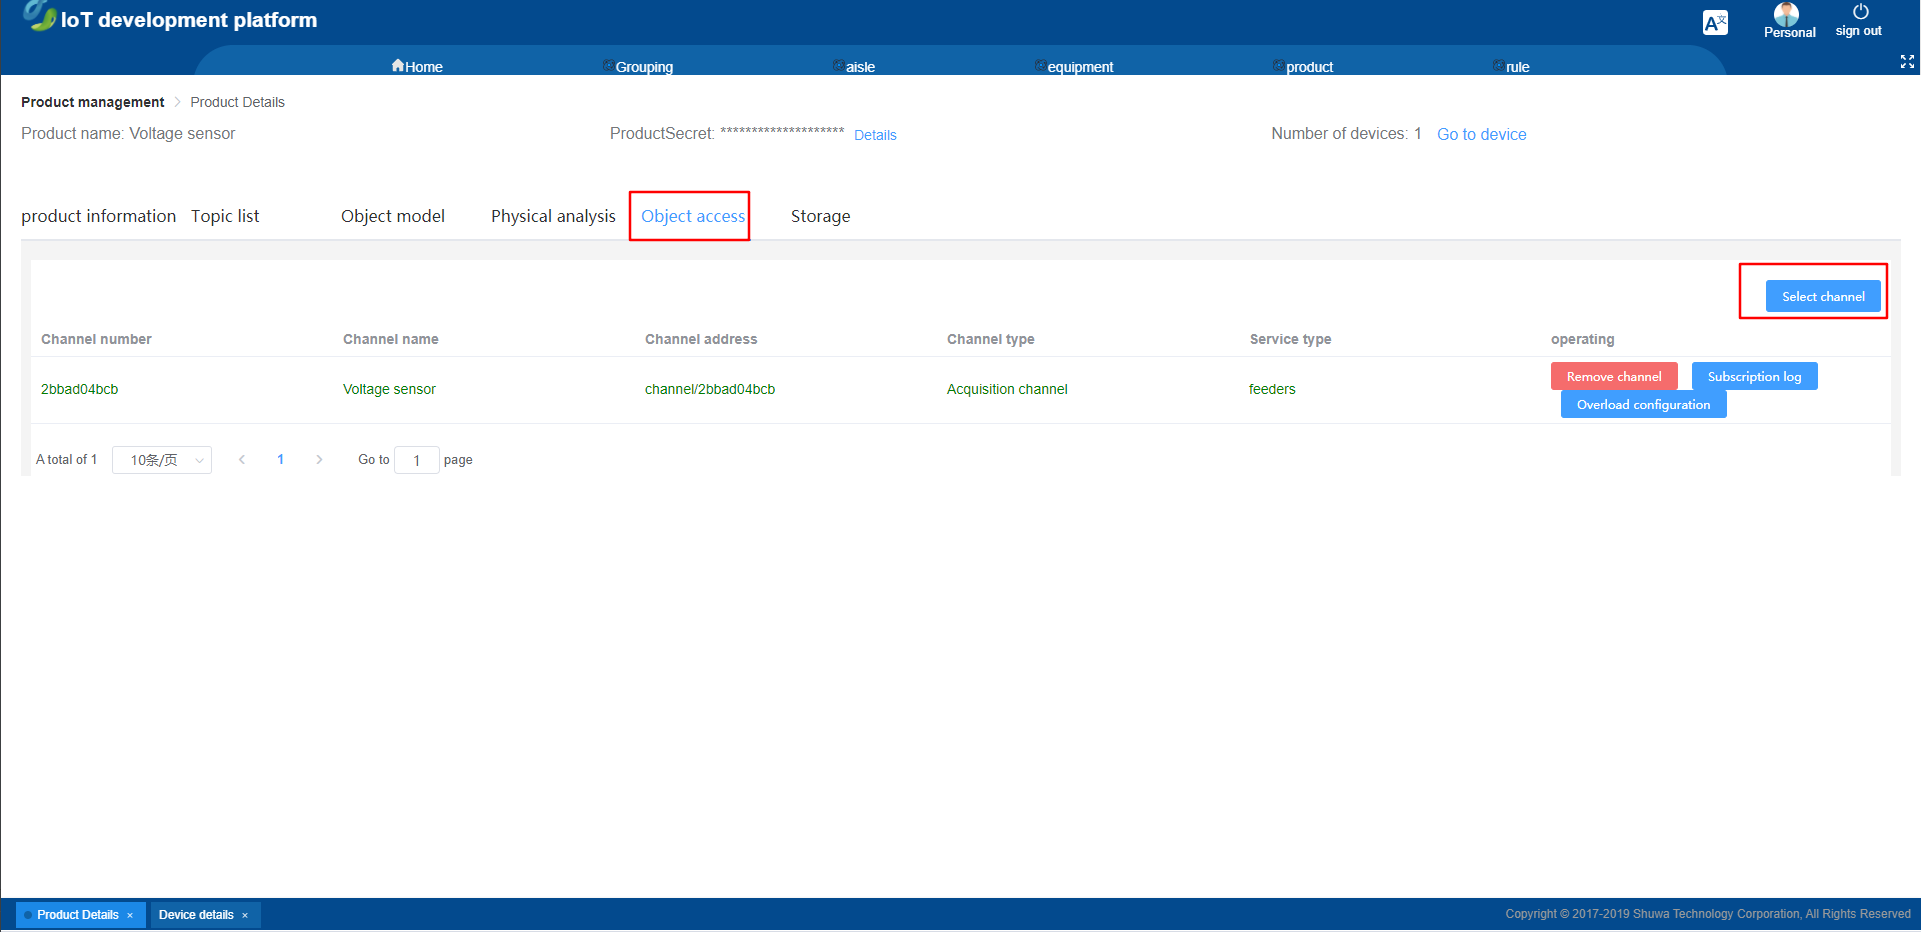 IoT development platform
Personal
sign out
Home
Grouping
aisle
equipment
product
rule
Product management
Product Details
Product name: Voltage sensor
ProductSecret: ********************
Details
Number of devices: 1
Go to device
product information
Topic list
Object model
Physical analysis
Object access
Storage
Select channel
Channel number
Channel name
Channel address
Channel type
Service type
operating
2bbad04bcb
Voltage sensor
channel/2bbad04bcb
Acquisition channel
feeders
Remove channel
Subscription log
Overload configuration
A total of 1
10条/页
1
Go to
1
page
Product Details
Device details
Copyright © 2017-2019 Shuwa Technology Corporation, All Rights Reserved